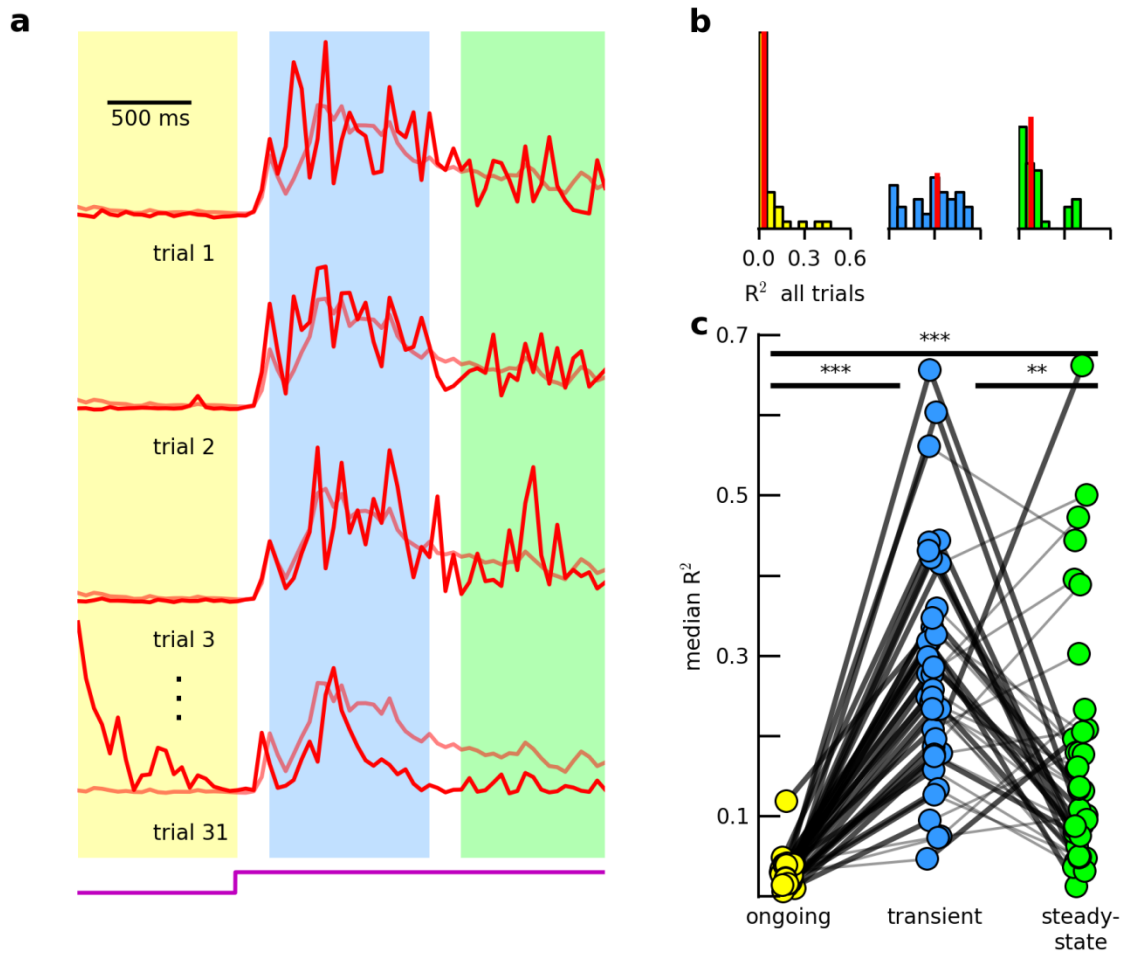 a
500 ms
trial 1
trial 2
trial 3
trial 31
b
0.0 0.3 0.6
R² all trials
c
0.7
0.5
0.3
0.1
median R²
***
*** **
ongoing transient steady-
state